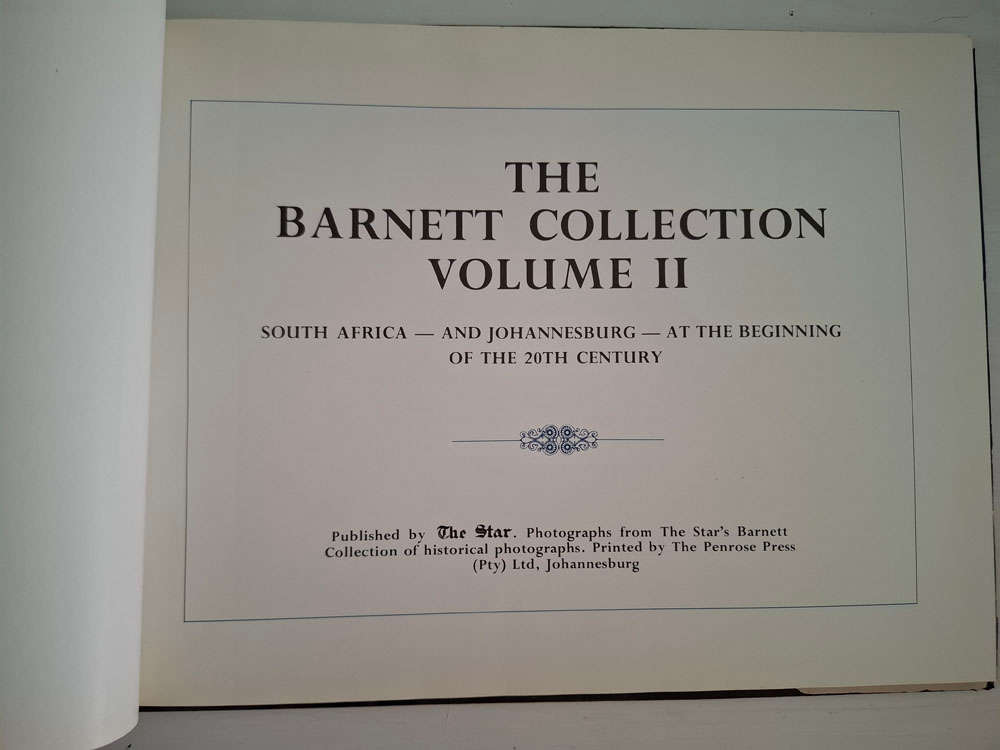 THE
BARNETT COLLECTION
VOLUME II
SOUTH AFRICA — AND JOHANNESBURG — AT THE BEGINNING
OF THE 20TH CENTURY
Published by The Star. Photographs from The Star's Barnett
Collection of historical photographs. Printed by The Penrose Press
(Pty) Ltd, Johannesburg